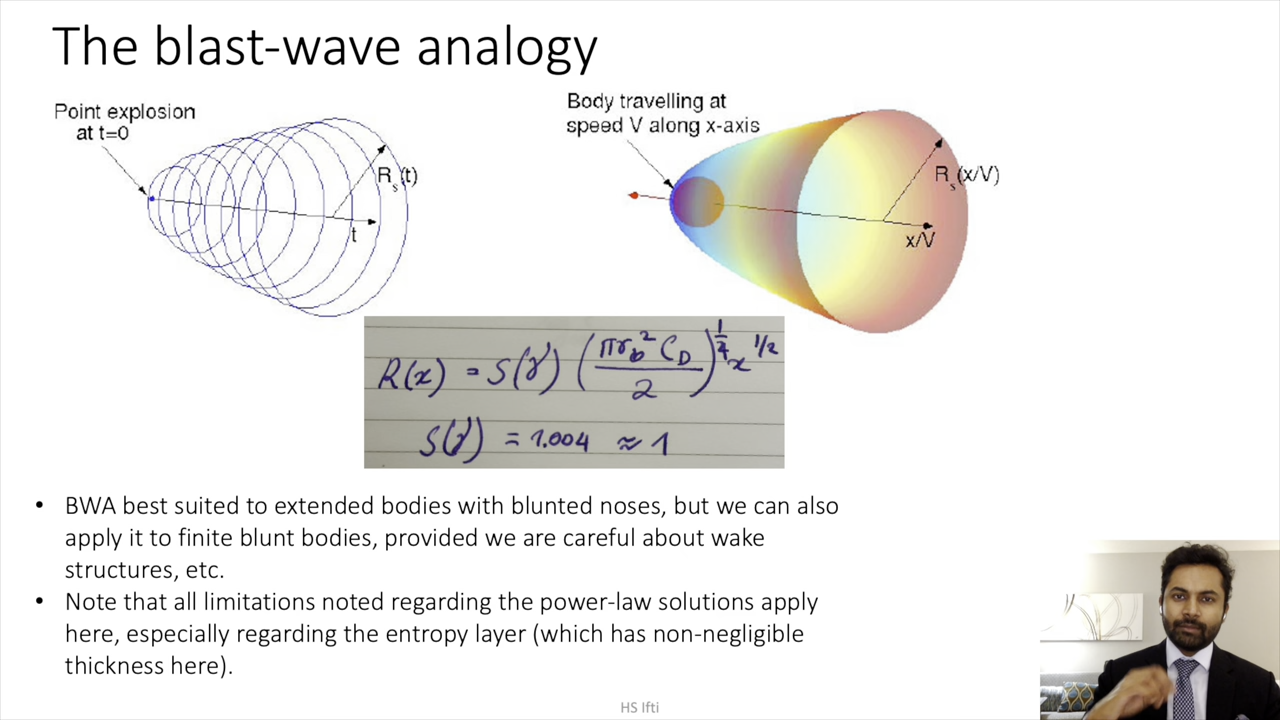 The blast-wave analogy
Point explosion
at t=0
R_s(t)
t
Body travelling at
speed V along x-axis
R_s(x/V)
x/V
R(x) = S(γ) (πr_b^2 C_D / 2)^{1/4} x^{1/2}
S(γ) = 1.004 ≈ 1
• BWA best suited to extended bodies with blunted noses, but we can also
apply it to finite blunt bodies, provided we are careful about wake
structures, etc.
• Note that all limitations noted regarding the power-law solutions apply
here, especially regarding the entropy layer (which has non-negligible
thickness here).
HS Ifti